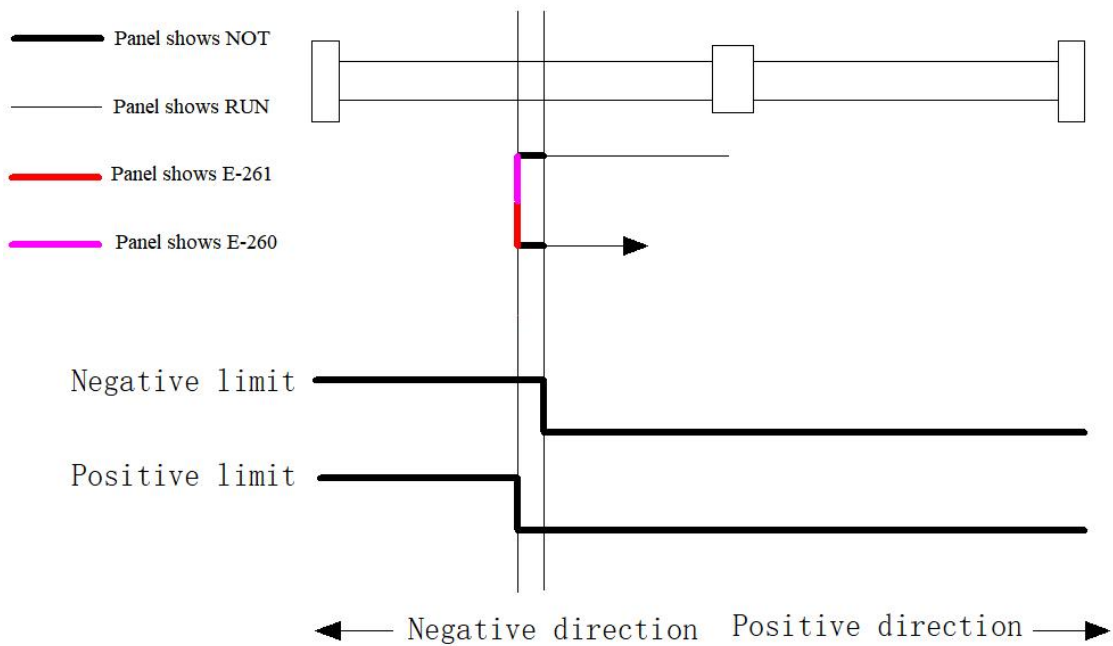 Panel shows NOT
Panel shows RUN
Panel shows E-261
Panel shows E-260
Negative limit
Positive limit
Negative direction
Positive direction